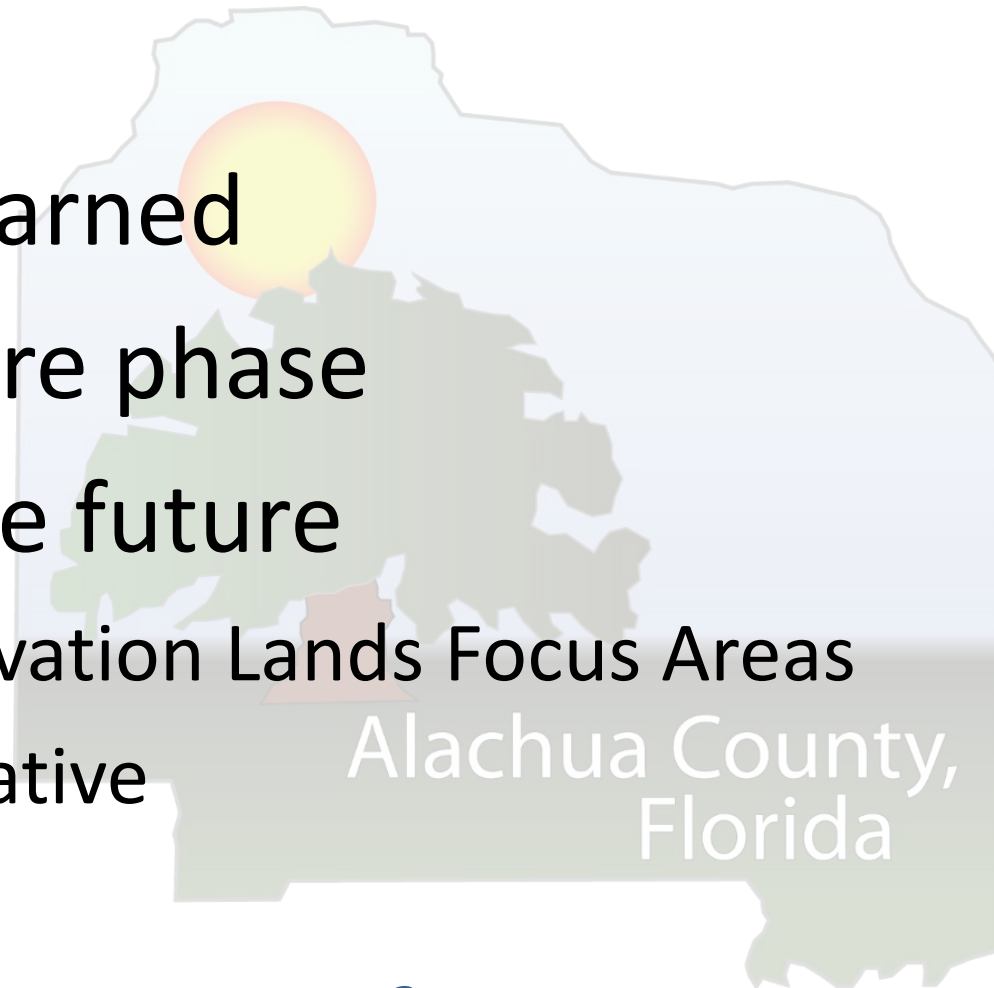 arned
re phase
e future
vation Lands Focus Areas
ative
Alachua County,
Florida